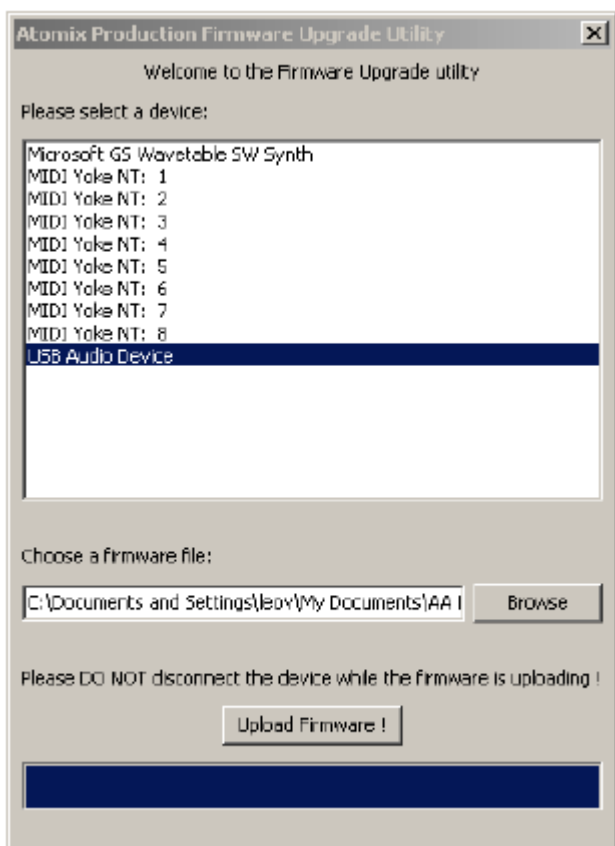 Atomix Production Firmware Upgrade Utility
Welcome to the Firmware Upgrade utility
Please select a device:
Microsoft GS Wavetable SW Synth
MIDI Yoke NT: 1
MIDI Yoke NT: 2
MIDI Yoke NT: 3
MIDI Yoke NT: 4
MIDI Yoke NT: 5
MIDI Yoke NT: 6
MIDI Yoke NT: 7
MIDI Yoke NT: 8
USB Audio Device
Choose a firmware file:
C:\Documents and Settings\leov\My Documents\AA
Browse
Please DO NOT disconnect the device while the firmware is uploading !
Upload Firmware !